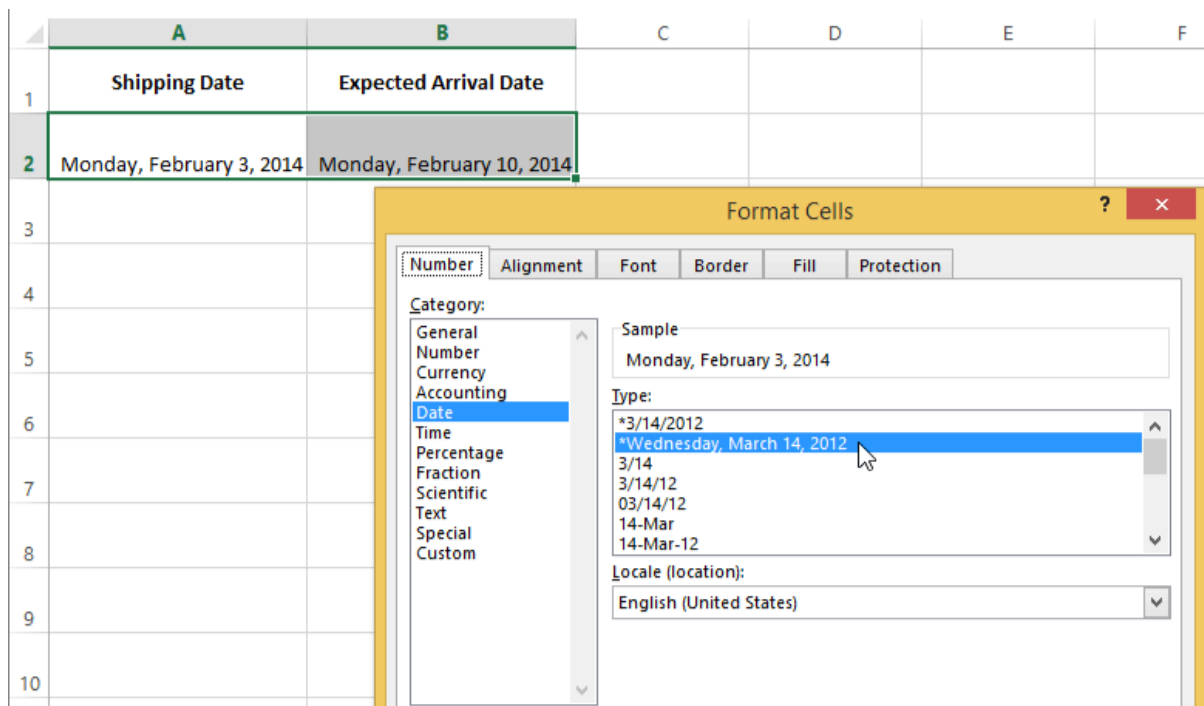 A B C D E F
1 Shipping Date Expected Arrival Date
2 Monday, February 3, 2014 Monday, February 10, 2014
3
4
5
6
7
8
9
10
Format Cells ? ×
Number Alignment Font Border Fill Protection
Category:
General
Number
Currency
Accounting
Date
Time
Percentage
Fraction
Scientific
Text
Special
Custom
Sample
Monday, February 3, 2014
Type:
*3/14/2012
*Wednesday, March 14, 2012
3/14
3/14/12
03/14/12
14-Mar
14-Mar-12
Locale (location):
English (United States)